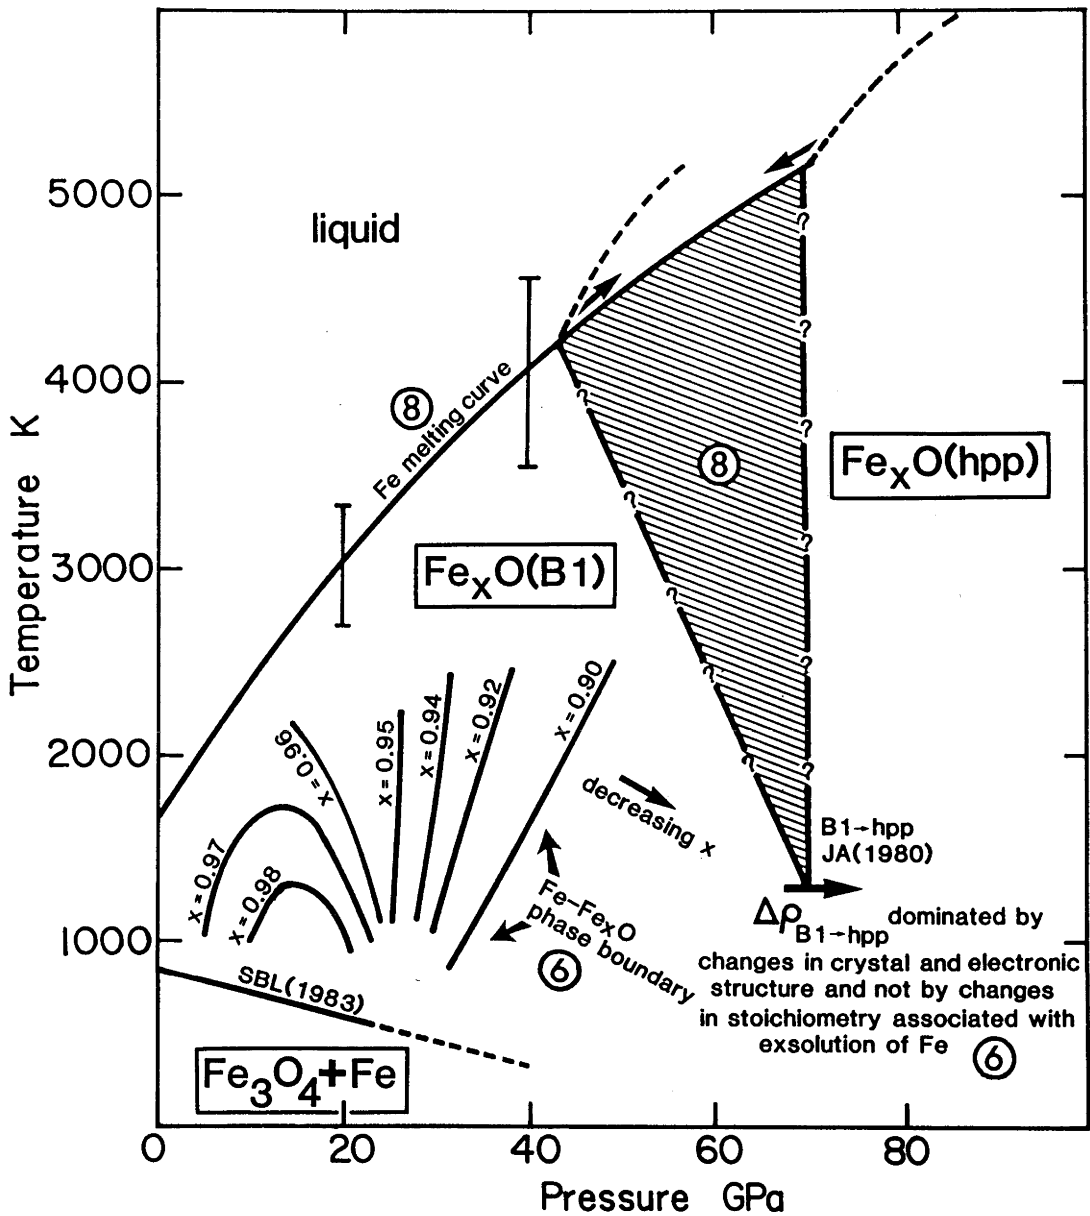 Temperature K
5000
4000
3000
2000
1000
0
20
40
60
80
Pressure GPa
liquid
8
Fe melting curve
8
FexO(hpp)
FexO(B1)
x=0.90
x=0.92
x=0.94
x=0.95
x=0.96
x=0.97
x=0.98
decreasing x
B1→hpp
JA(1980)
Fe-FexO
phase boundary
6
ΔρB1→hpp dominated by
changes in crystal and electronic
structure and not by changes
in stoichiometry associated with
exsolution of Fe 6
SBL(1983)
Fe3O4+Fe
? ? ? ? ? ?
? ? ? ? ? ?